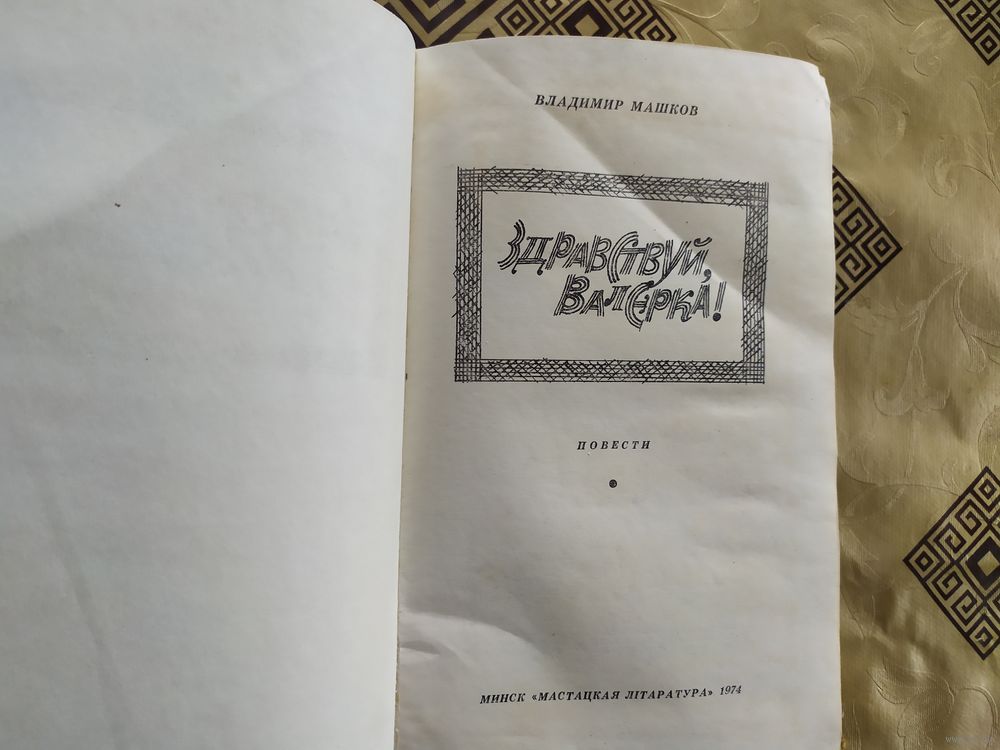 ВЛАДИМИР МАШКОВ
ЗДРАВСТВУЙ,
ВАЛЕРКА!
ПОВЕСТИ
МИНСК «МАСТАЦКАЯ ЛІТАРАТУРА» 1974